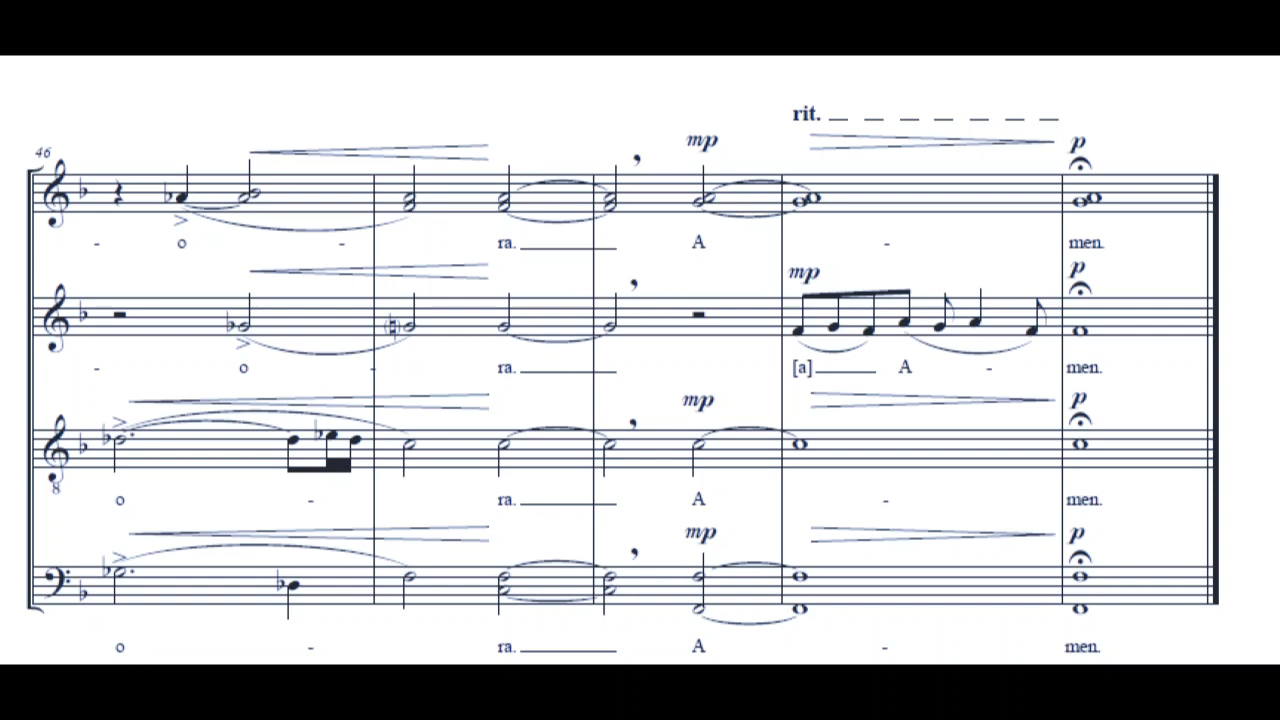 rit.
46
mp
p
- o - ra. A - men.
mp
p
- o - ra. [a] A - men.
mp
p
8
o - ra. A - men.
mp
p
o - ra. A - men.